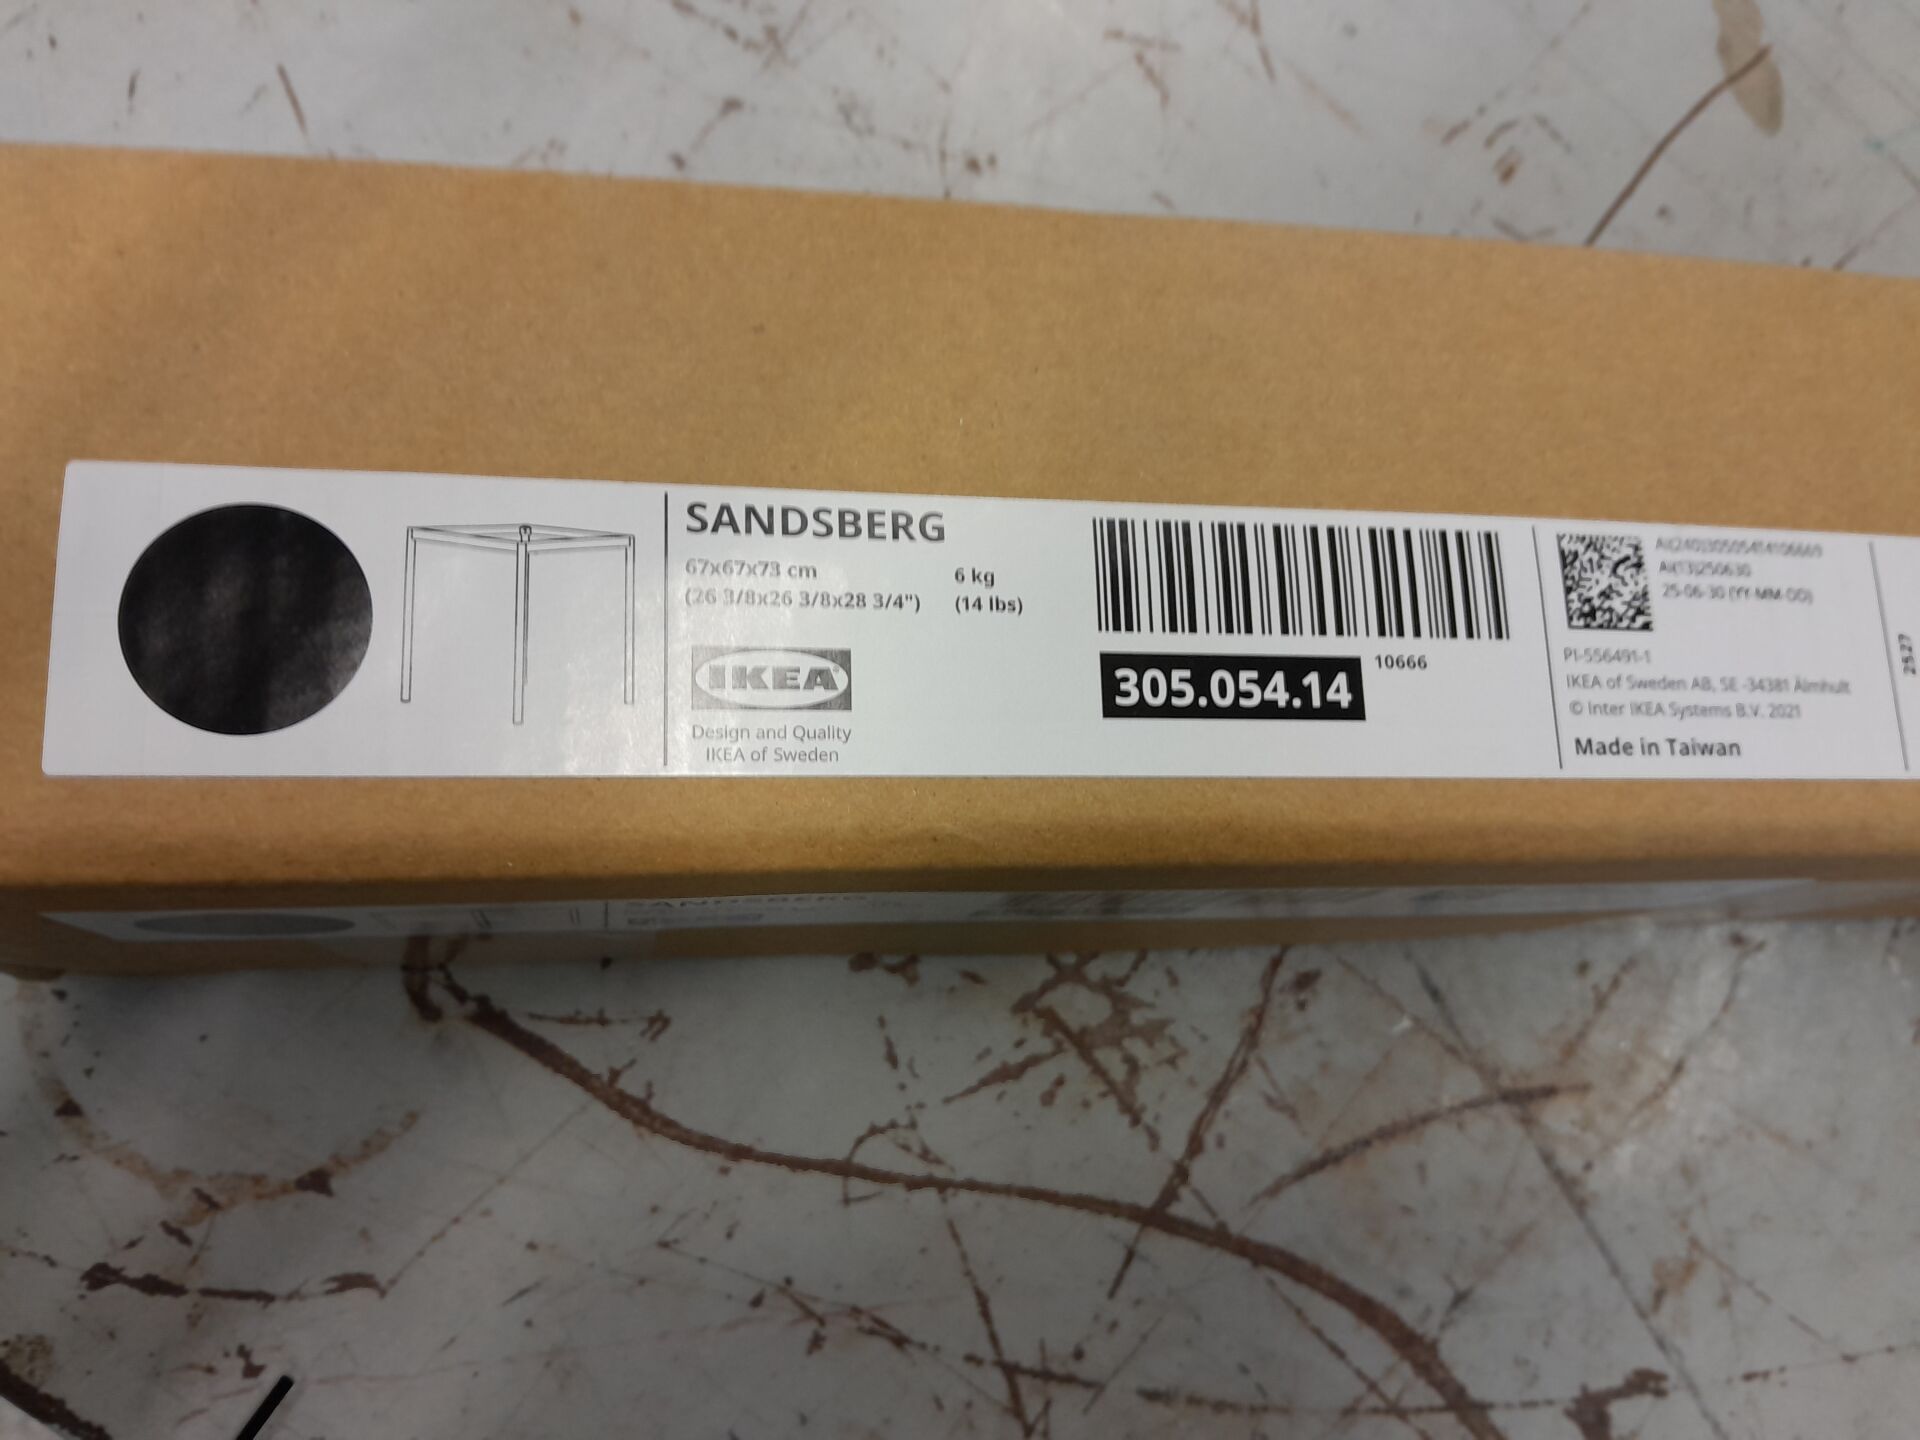 SANDSBERG
67x67x73 cm
(26 3/8x26 3/8x28 3/4")
6 kg
(14 lbs)
IKEA
Design and Quality
IKEA of Sweden
10666
305.054.14
25-06-30 (YY-MM-DD)
PI-556491-1
IKEA of Sweden AB, SE -34381 Älmhult
© Inter IKEA Systems B.V. 2021
Made in Taiwan
2527
SANDSBERG